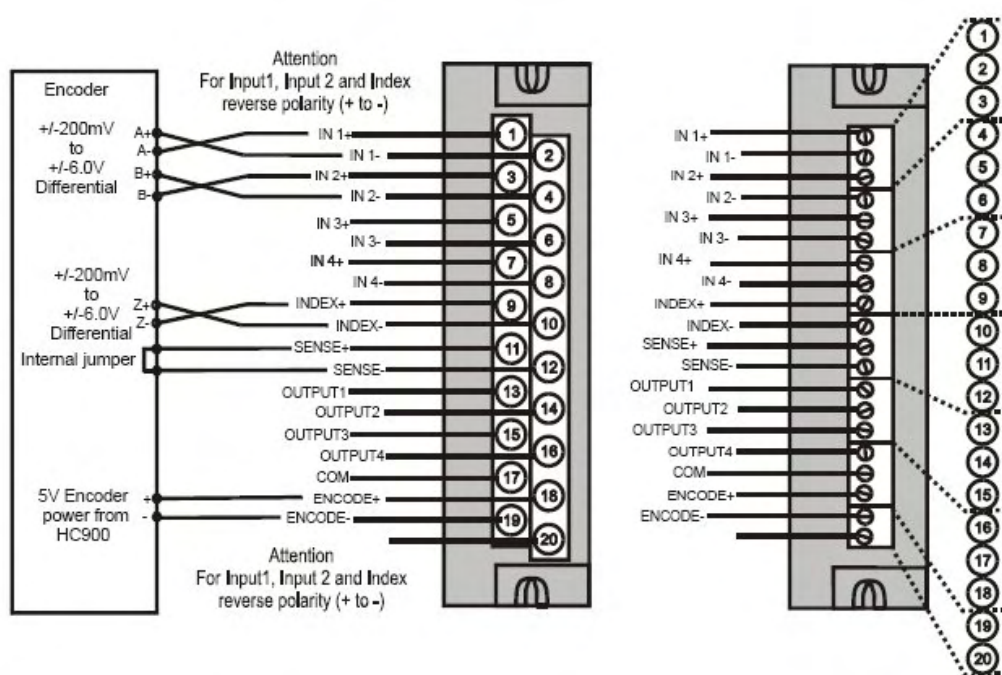 Attention
For Input1, Input 2 and Index
reverse polarity (+ to -)
Encoder
+/-200mV
to
+/-6.0V
Differential
A+
A-
B+
B-
+/-200mV
to
+/-6.0V
Differential
Z+
Z-
Internal jumper
5V Encoder
power from
HC900
+
-
IN 1+
IN 1-
IN 2+
IN 2-
IN 3+
IN 3-
IN 4+
IN 4-
INDEX+
INDEX-
SENSE+
SENSE-
OUTPUT1
OUTPUT2
OUTPUT3
OUTPUT4
COM
ENCODE+
ENCODE-
Attention
For Input1, Input 2 and Index
reverse polarity (+ to -)
1
2
3
4
5
6
7
8
9
10
11
12
13
14
15
16
17
18
19
20
IN 1+
IN 1-
IN 2+
IN 2-
IN 3+
IN 3-
IN 4+
IN 4-
INDEX+
INDEX-
SENSE+
SENSE-
OUTPUT1
OUTPUT2
OUTPUT3
OUTPUT4
COM
ENCODE+
ENCODE-
1
2
3
4
5
6
7
8
9
10
11
12
13
14
15
16
17
18
19
20